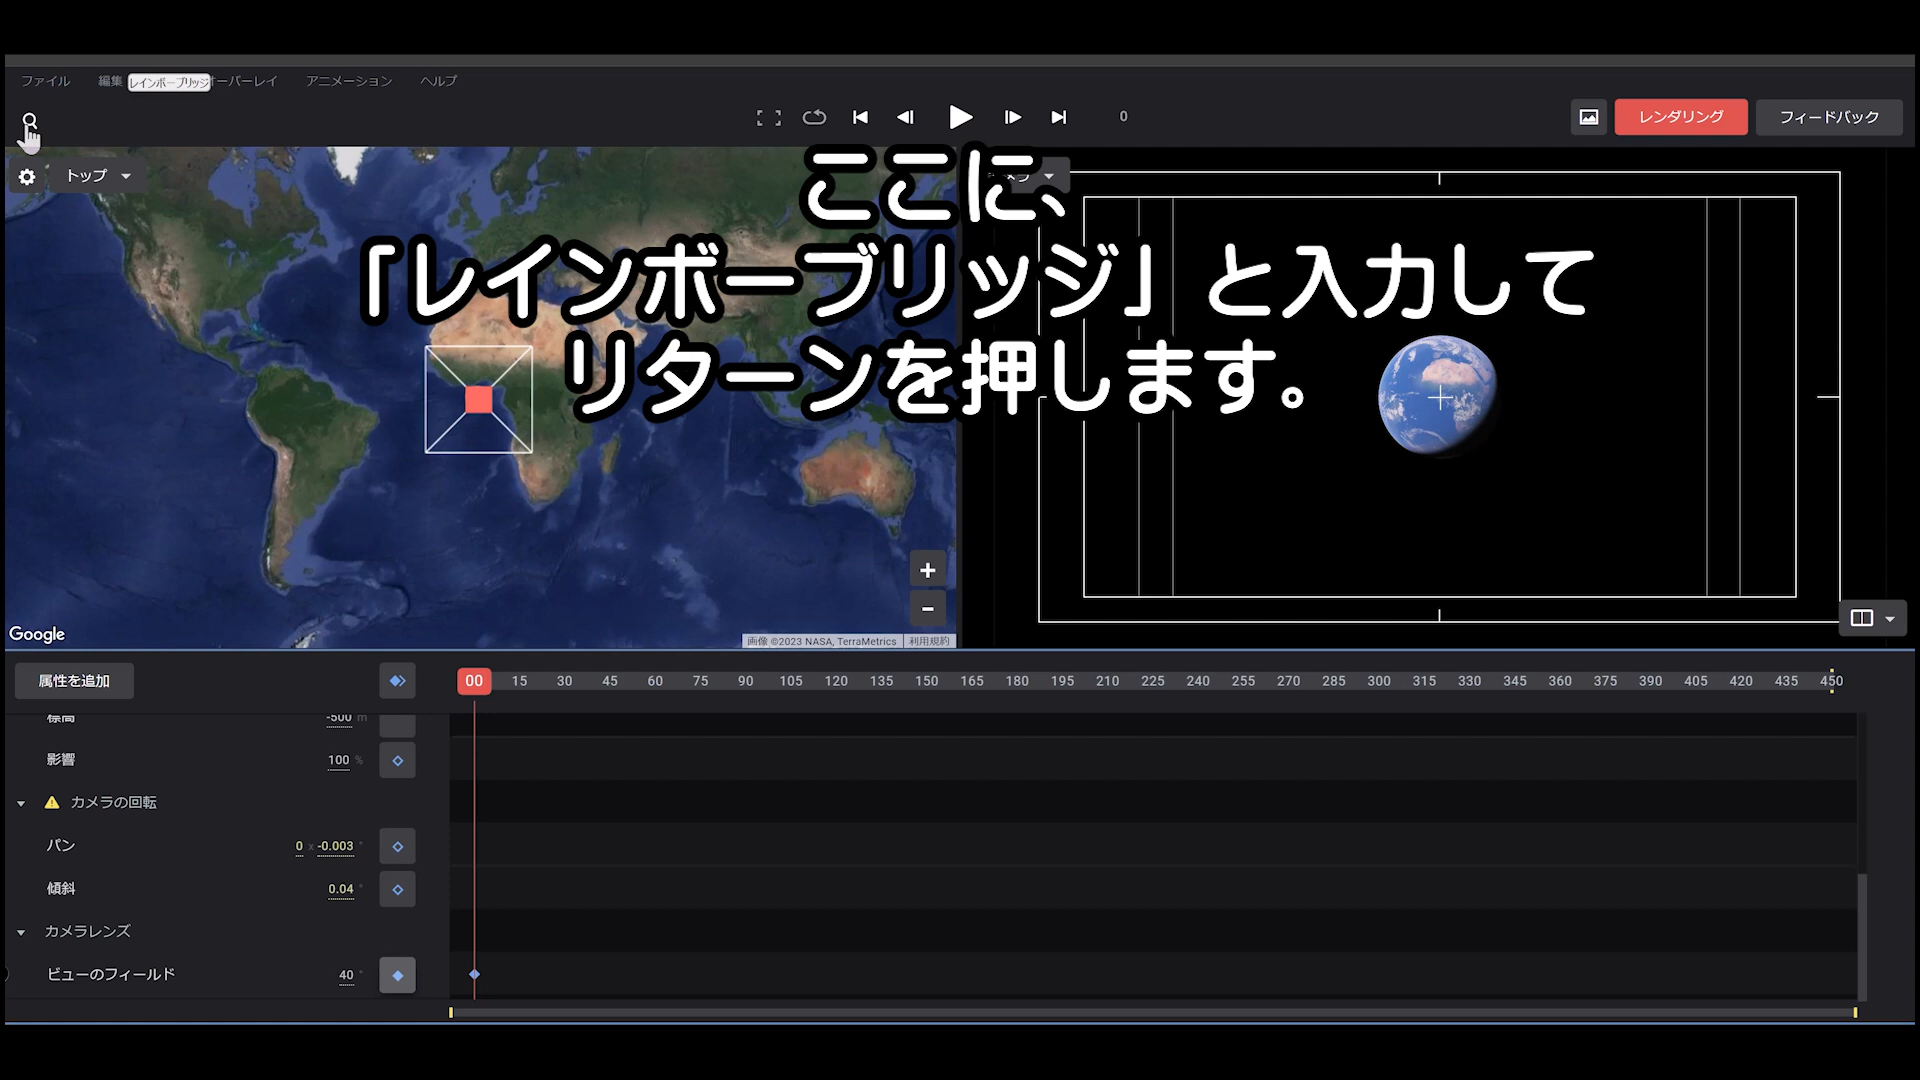 ファイル
編集
レインボーブリッジ
オーバーレイ
アニメーション
ヘルプ
0
レンダリング
フィードバック
トップ
ここに、
「レインボーブリッジ」と入力して
リターンを押します。
Google
画像 ©2023 NASA, TerraMetrics
利用規約
属性を追加
00 15 30 45 60 75 90 105 120 135 150 165 180 195 210 225 240 255 270 285 300 315 330 345 360 375 390 405 420 435 450
標高 -500 m
影響 100 %
カメラの回転
パン 0 x -0.003 °
傾斜 0.04 °
カメラレンズ
ビューのフィールド 40 °